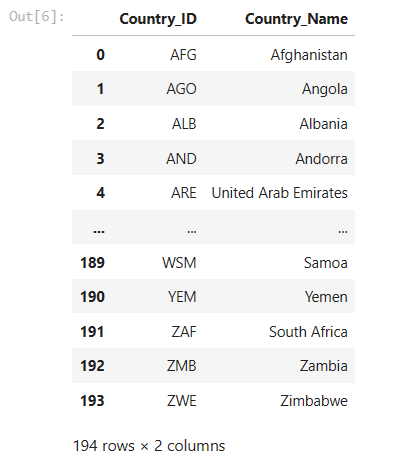 Out[6]:
Country_ID Country_Name
0 AFG Afghanistan
1 AGO Angola
2 ALB Albania
3 AND Andorra
4 ARE United Arab Emirates
... ... ...
189 WSM Samoa
190 YEM Yemen
191 ZAF South Africa
192 ZMB Zambia
193 ZWE Zimbabwe
194 rows × 2 columns